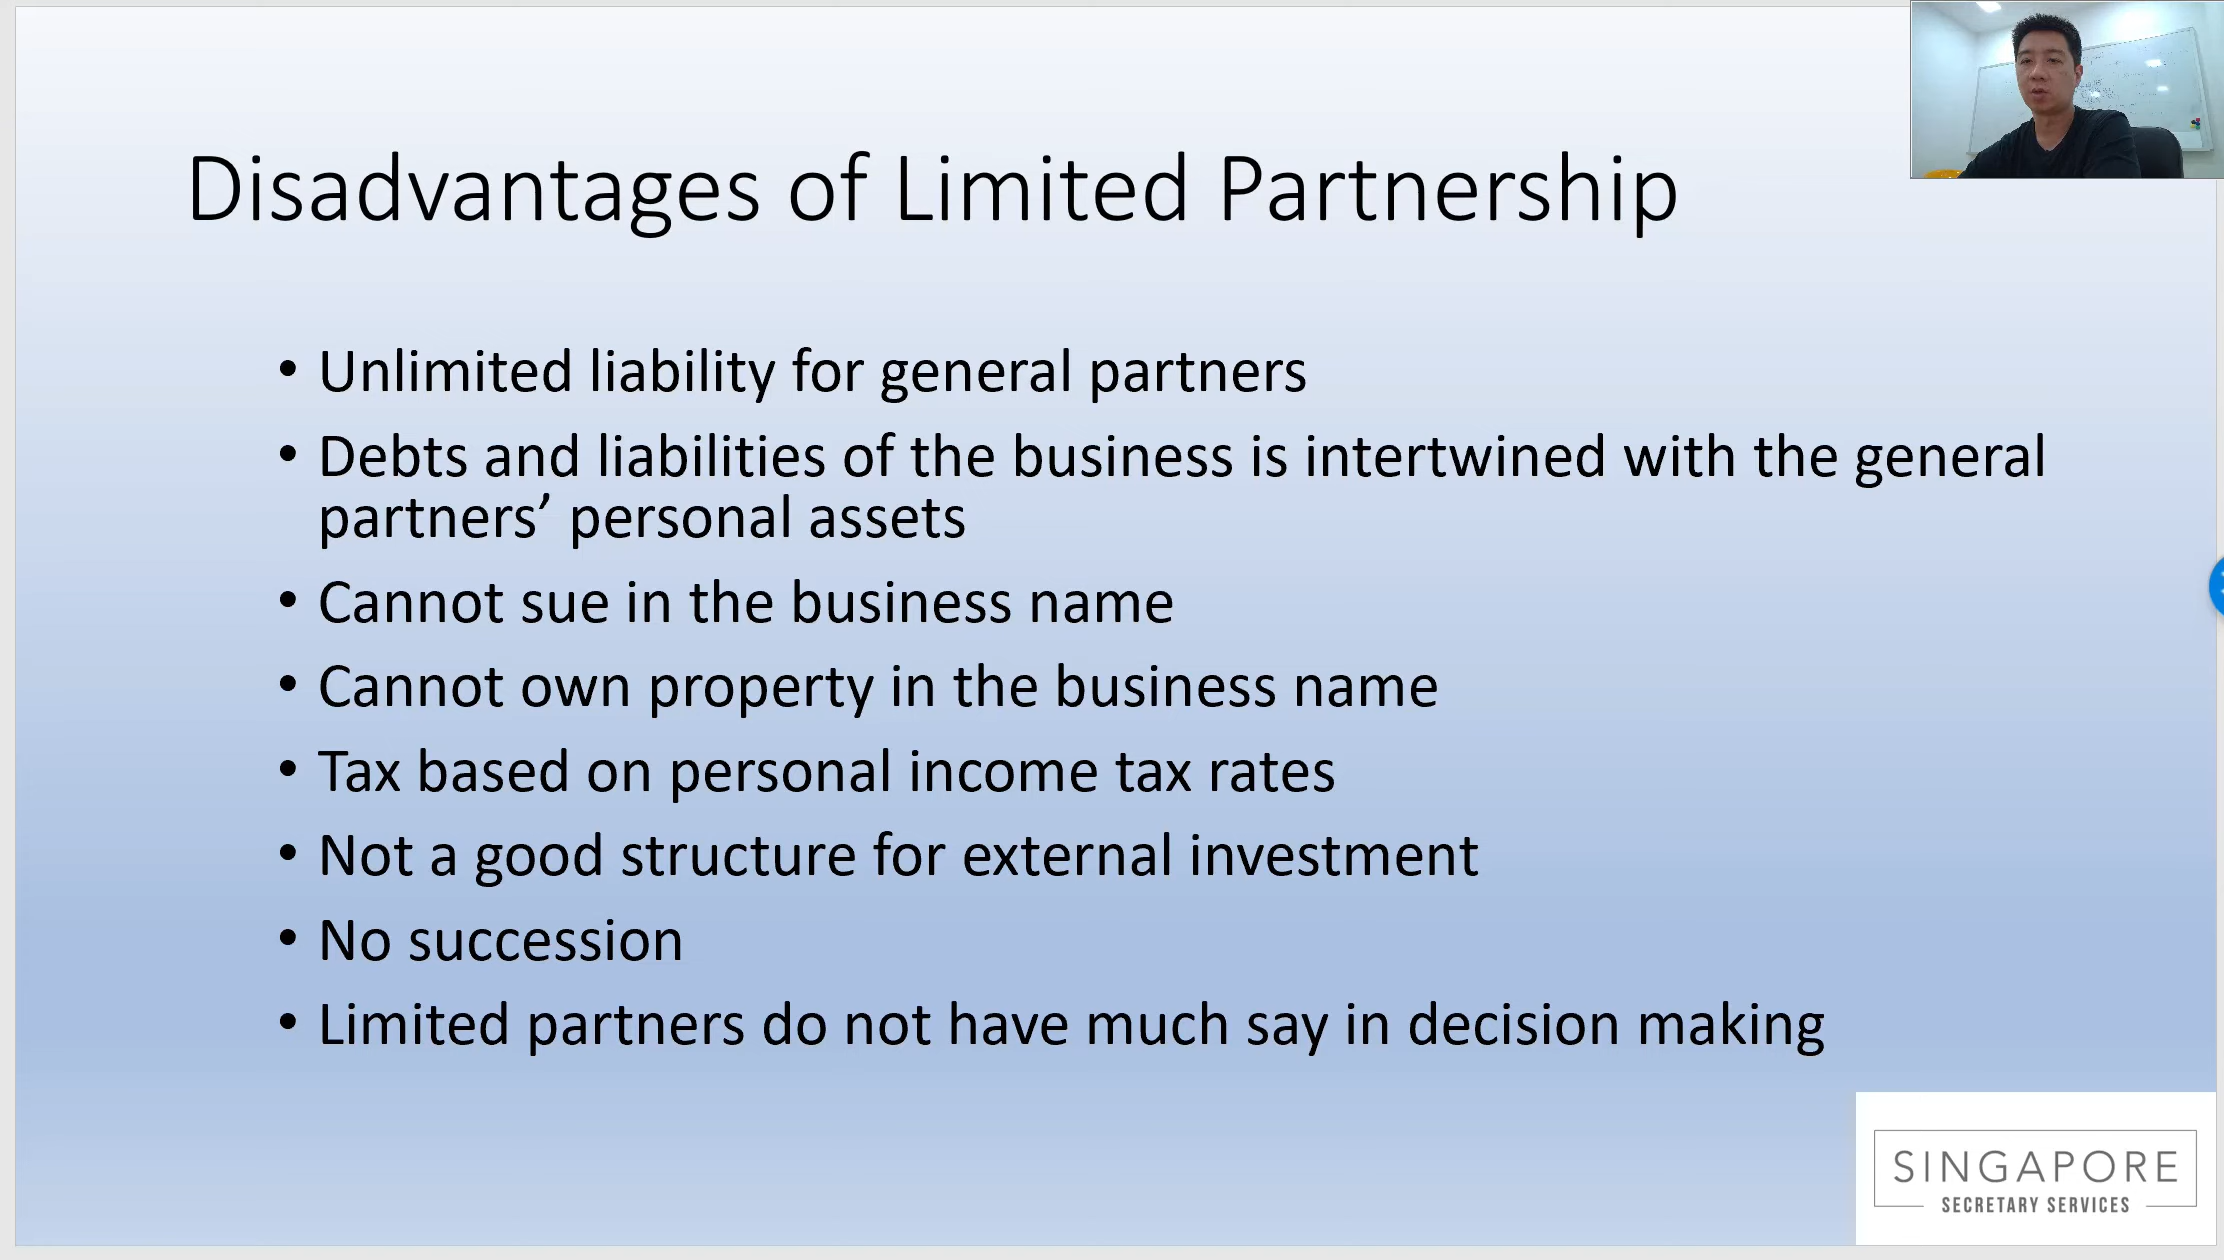 Disadvantages of Limited Partnership
• Unlimited liability for general partners
• Debts and liabilities of the business is intertwined with the general
partners’ personal assets
• Cannot sue in the business name
• Cannot own property in the business name
• Tax based on personal income tax rates
• Not a good structure for external investment
• No succession
• Limited partners do not have much say in decision making
SINGAPORE
SECRETARY SERVICES